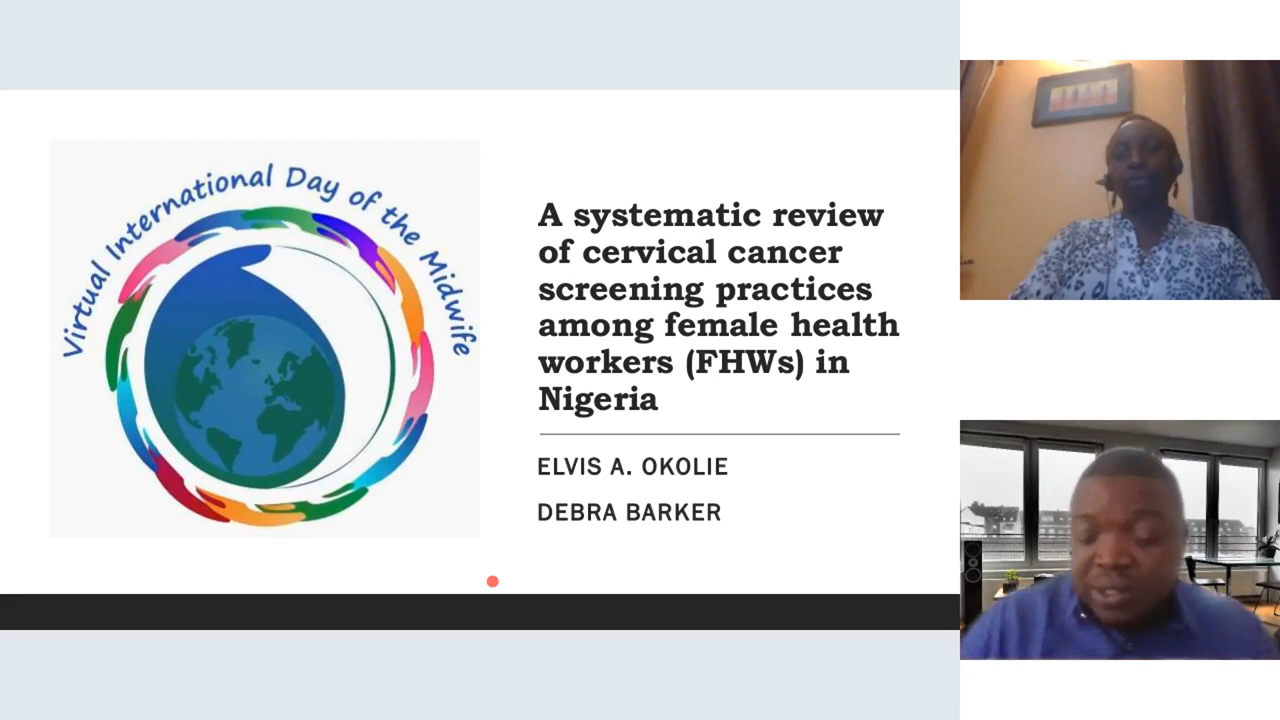 Virtual International Day of the Midwife
A systematic review
of cervical cancer
screening practices
among female health
workers (FHWs) in
Nigeria
ELVIS A. OKOLIE
DEBRA BARKER